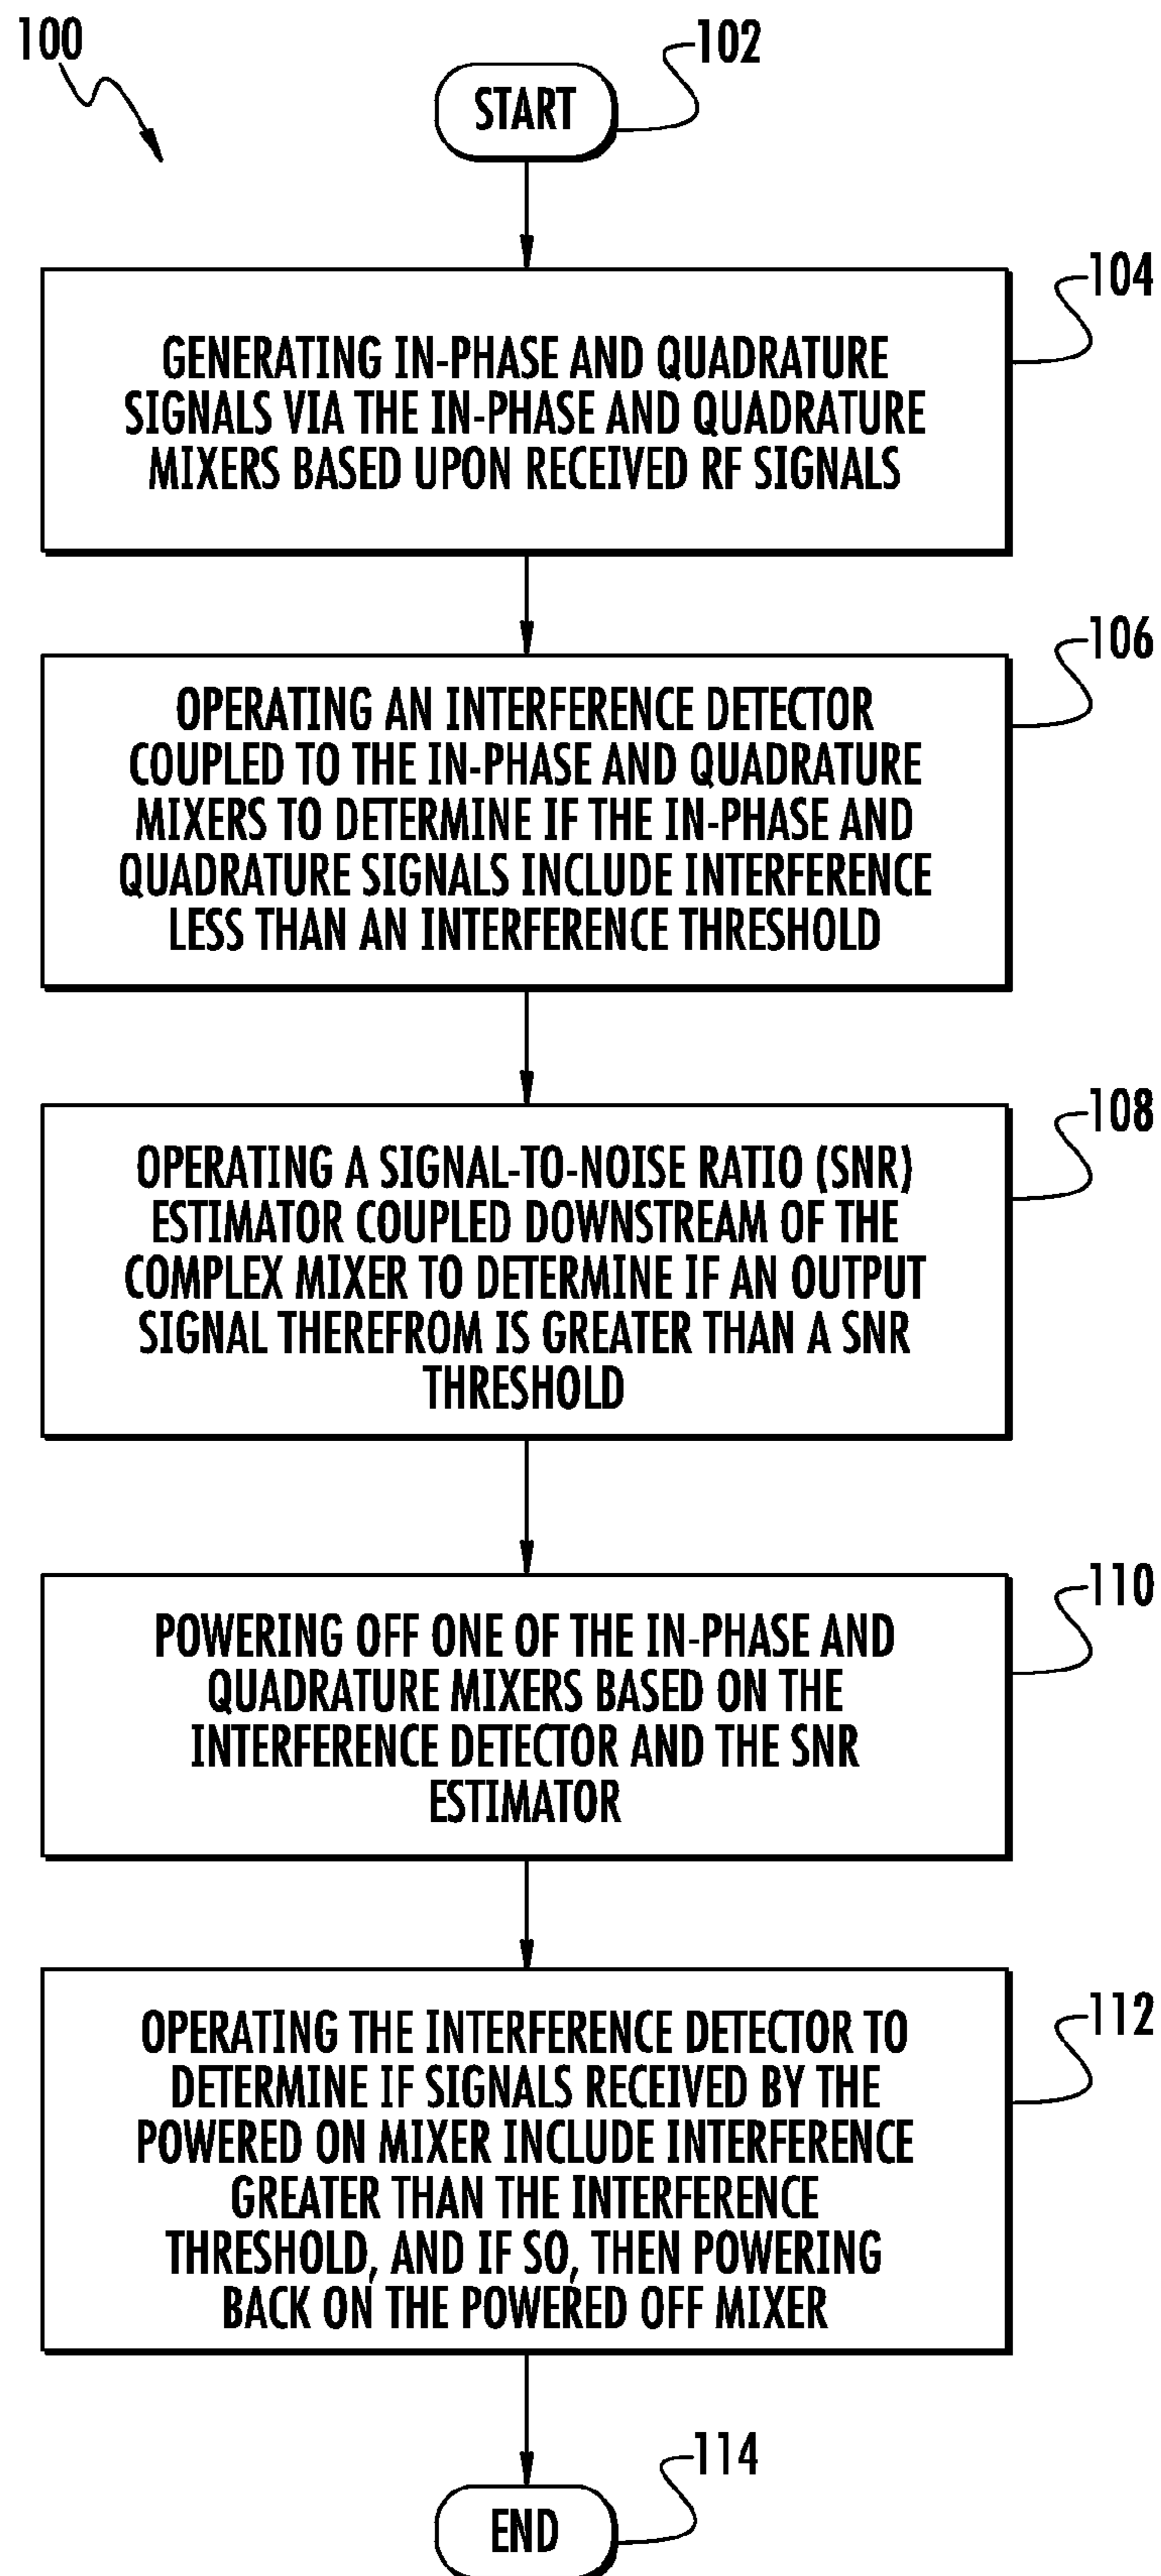 100
START
102
GENERATING IN-PHASE AND QUADRATURE
SIGNALS VIA THE IN-PHASE AND QUADRATURE
MIXERS BASED UPON RECEIVED RF SIGNALS
104
OPERATING AN INTERFERENCE DETECTOR
COUPLED TO THE IN-PHASE AND QUADRATURE
MIXERS TO DETERMINE IF THE IN-PHASE AND
QUADRATURE SIGNALS INCLUDE INTERFERENCE
LESS THAN AN INTERFERENCE THRESHOLD
106
OPERATING A SIGNAL-TO-NOISE RATIO (SNR)
ESTIMATOR COUPLED DOWNSTREAM OF THE
COMPLEX MIXER TO DETERMINE IF AN OUTPUT
SIGNAL THEREFROM IS GREATER THAN A SNR
THRESHOLD
108
POWERING OFF ONE OF THE IN-PHASE AND
QUADRATURE MIXERS BASED ON THE
INTERFERENCE DETECTOR AND THE SNR
ESTIMATOR
110
OPERATING THE INTERFERENCE DETECTOR TO
DETERMINE IF SIGNALS RECEIVED BY THE
POWERED ON MIXER INCLUDE INTERFERENCE
GREATER THAN THE INTERFERENCE
THRESHOLD, AND IF SO, THEN POWERING
BACK ON THE POWERED OFF MIXER
112
END
114